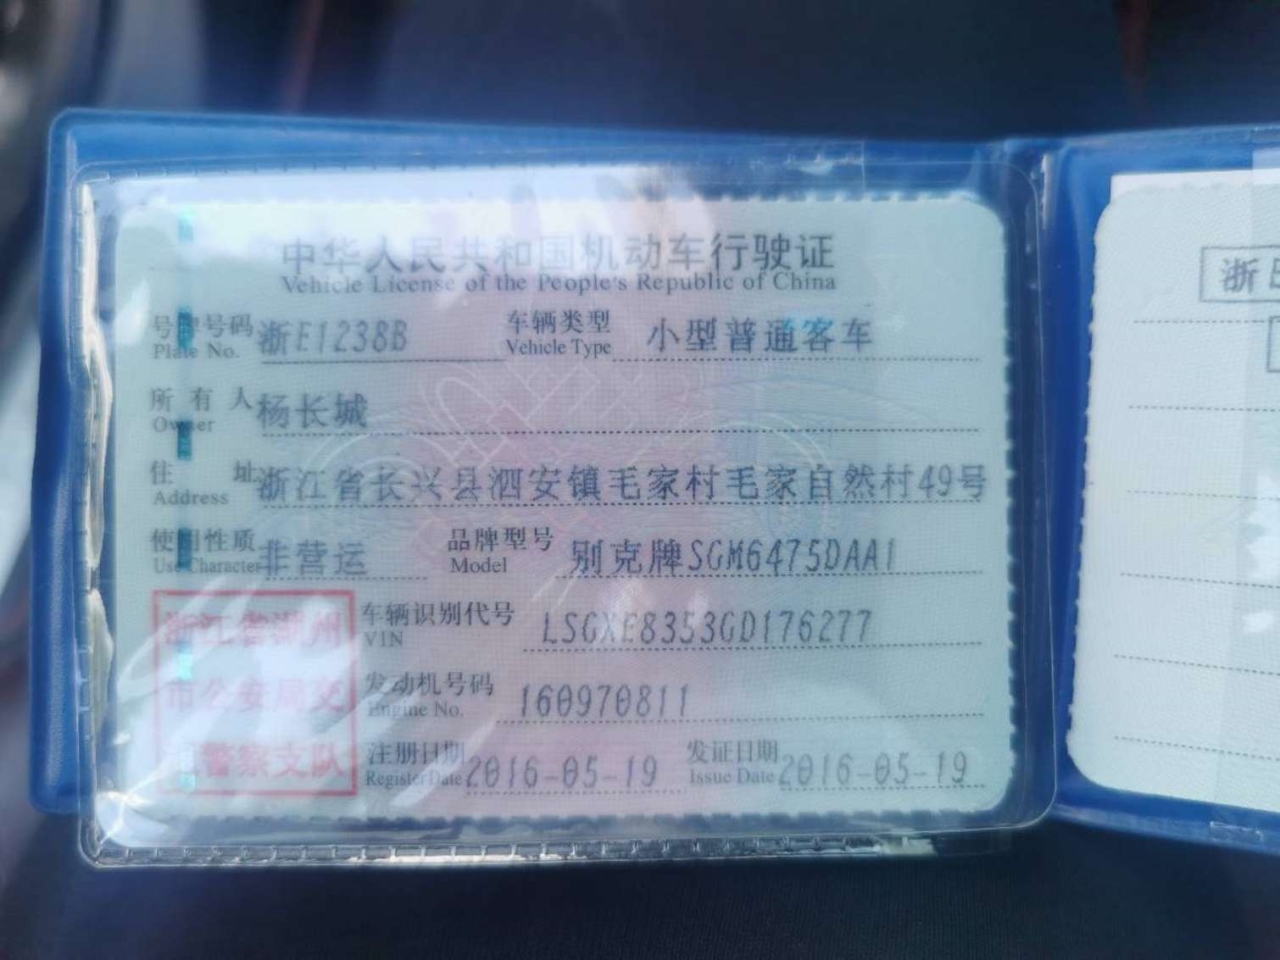 中华人民共和国机动车行驶证
Vehicle License of the People's Republic of China
号牌号码 浙E1238B 车辆类型 小型普通客车
Plate No. Vehicle Type
所有人 杨长城
Owner
住址 浙江省长兴县泗安镇毛家村毛家自然村49号
Address
使用性质 非营运 品牌型号 别克牌SGM6475DAA1
Use Character Model
浙江省湖州 车辆识别代号 LSGXE8353GD176277
VIN
市公安局交 发动机号码 160970811
Engine No.
警察支队 注册日期 2016-05-19 发证日期 2016-05-19
Register Date Issue Date
浙E